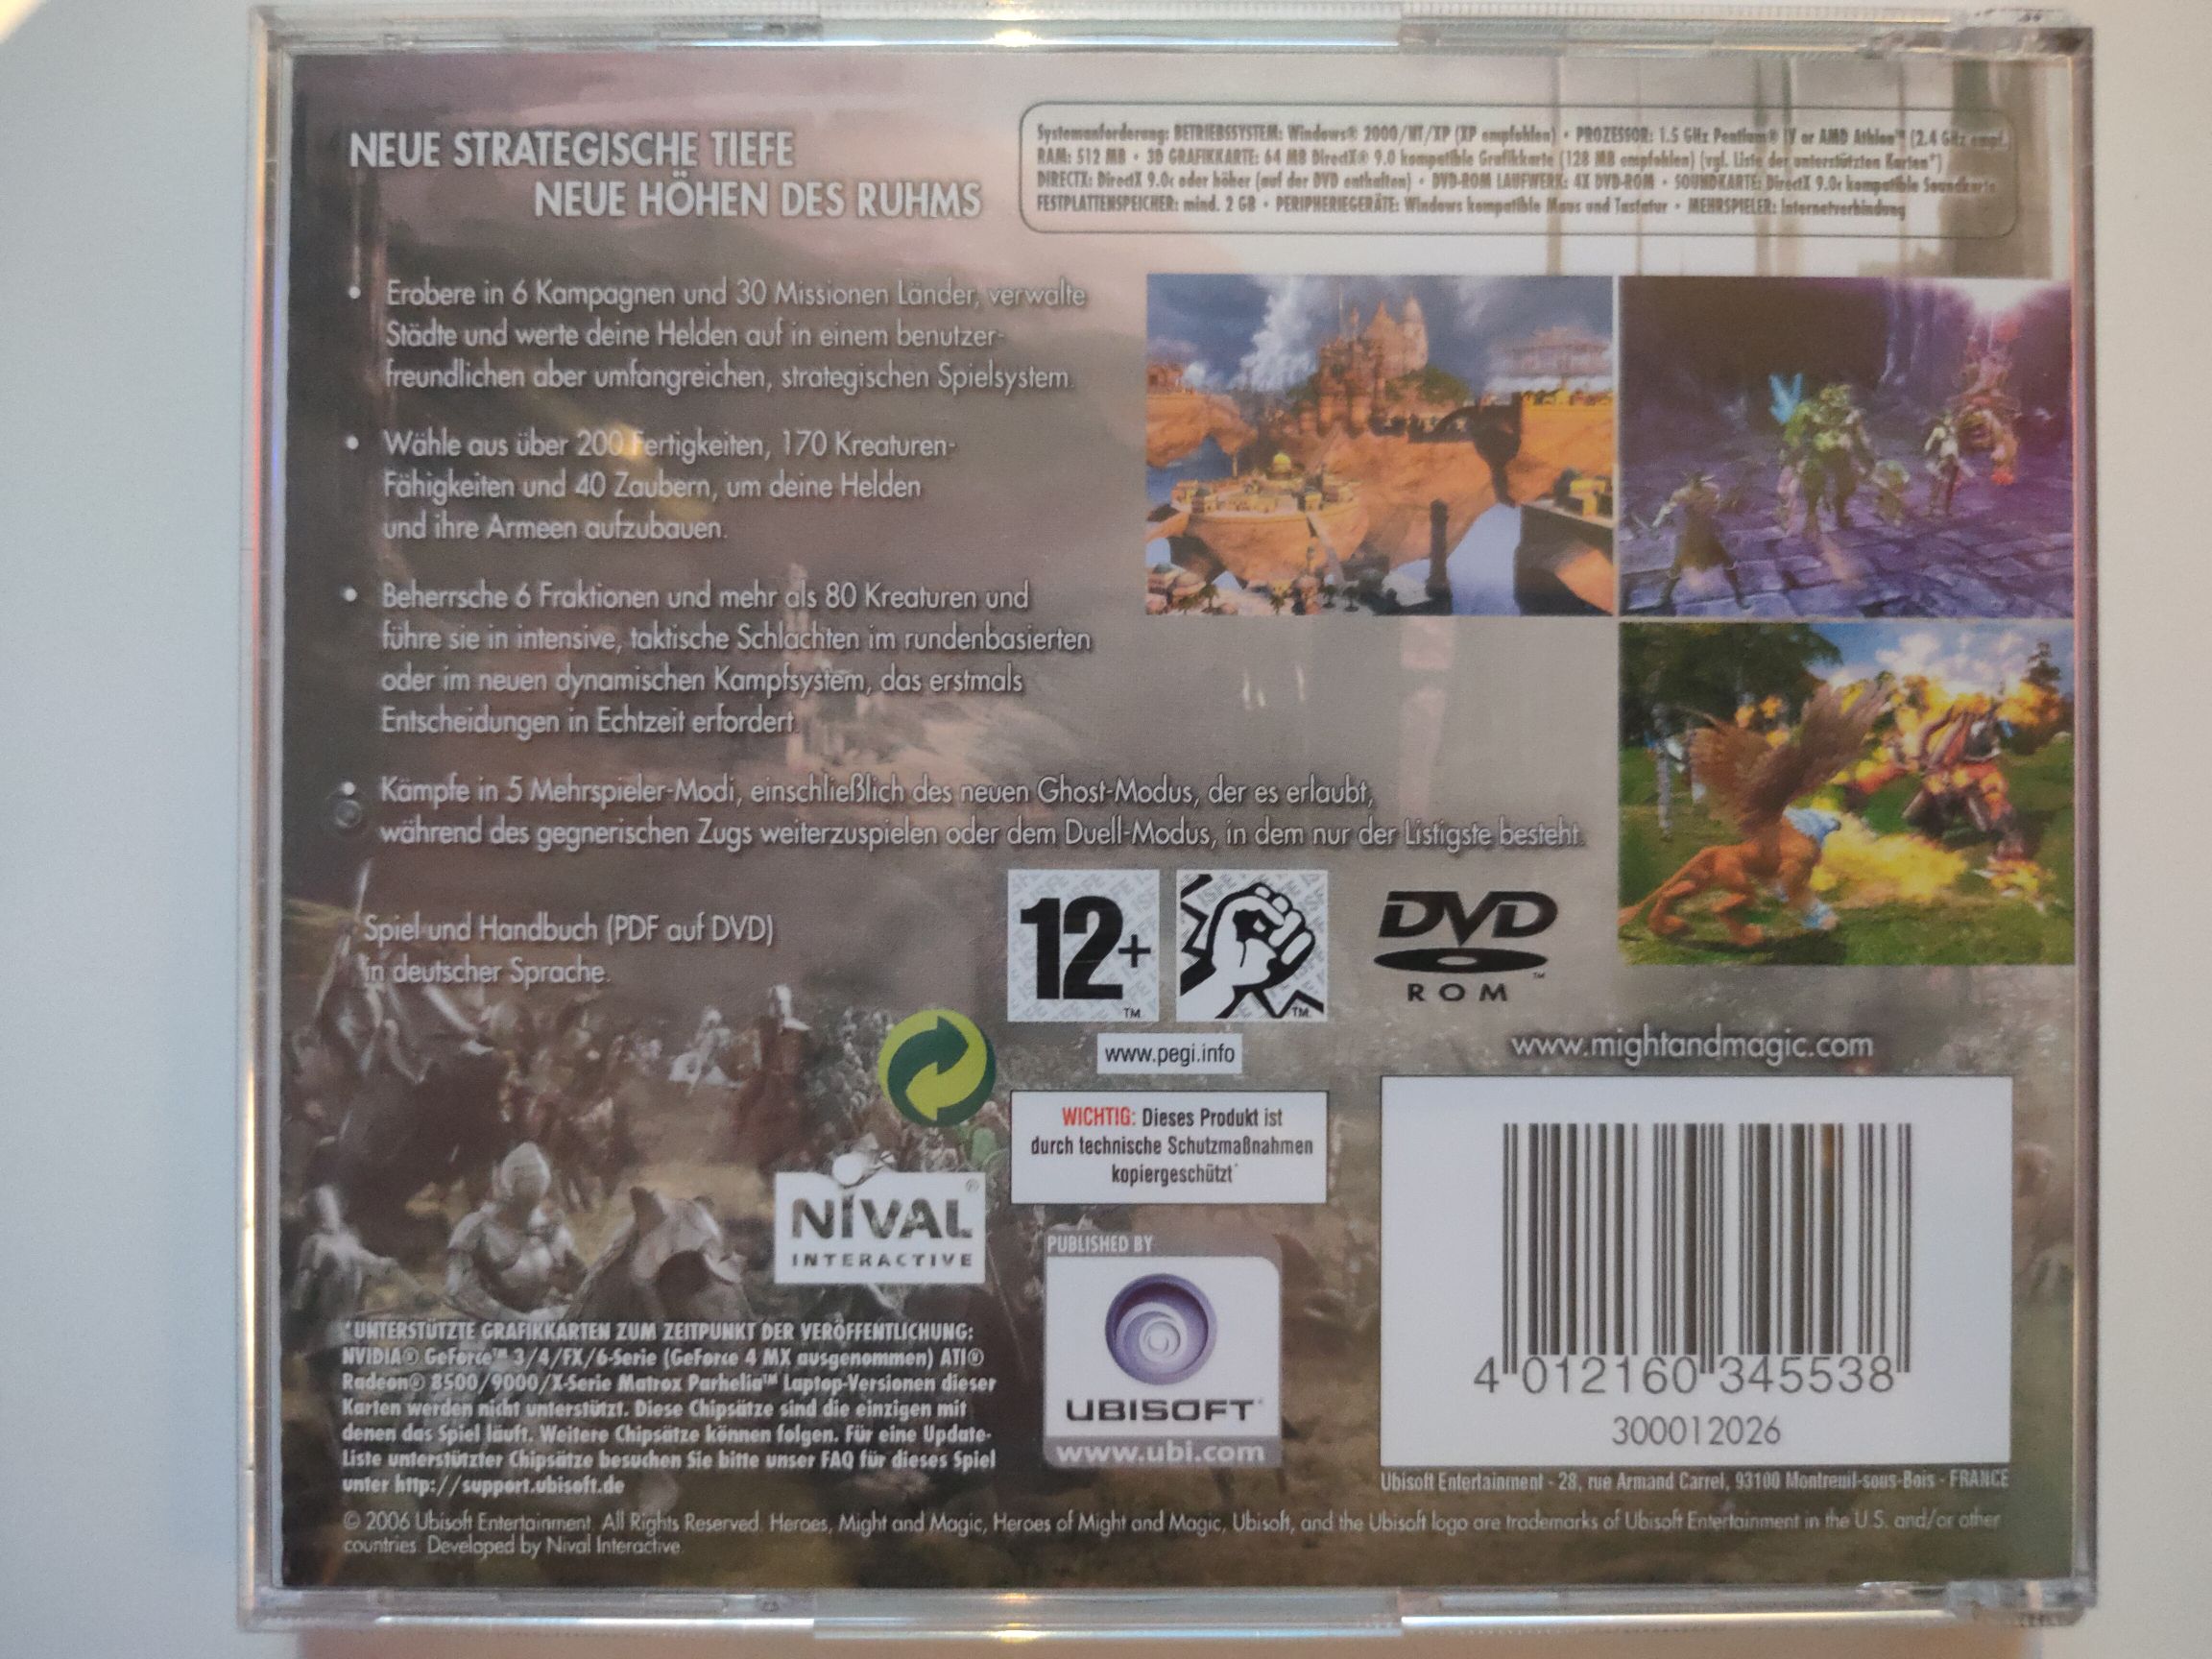 NEUE STRATEGISCHE TIEFE
NEUE HÖHEN DES RUHMS
Systemanforderung: BETRIEBSSYSTEM: Windows® 2000/NT/XP (XP empfohlen) • PROZESSOR: 1.5 GHz Pentium® IV or AMD Athlon™ (2.4 GHz empf.
RAM: 512 MB • 3D GRAFIKKARTE: 64 MB DirectX® 9.0 kompatible Grafikkarte (128 MB empfohlen) (vgl. Liste der unterstützten Karten*)
DIRECTX: DirectX 9.0c oder höher (auf der DVD enthalten) • DVD-ROM LAUFWERK: 4X DVD-ROM • SOUNDKARTE: DirectX 9.0c kompatible Soundkarte
FESTPLATTENSPEICHER: mind. 2 GB • PERIPHERIEGERÄTE: Windows kompatible Maus und Tastatur • MEHRSPIELER: Internetverbindung
• Erobere in 6 Kampagnen und 30 Missionen Länder, verwalte
Städte und werte deine Helden auf in einem benutzer-
freundlichen aber umfangreichen, strategischen Spielsystem.
• Wähle aus über 200 Fertigkeiten, 170 Kreaturen-
Fähigkeiten und 40 Zaubern, um deine Helden
und ihre Armeen aufzubauen.
• Beherrsche 6 Fraktionen und mehr als 80 Kreaturen und
führe sie in intensive, taktische Schlachten im rundenbasierten
oder im neuen dynamischen Kampfsystem, das erstmals
Entscheidungen in Echtzeit erfordert.
• Kämpfe in 5 Mehrspieler-Modi, einschließlich des neuen Ghost-Modus, der es erlaubt,
während des gegnerischen Zugs weiterzuspielen oder dem Duell-Modus, in dem nur der Listigste besteht.
Spiel und Handbuch (PDF auf DVD)
in deutscher Sprache.
12+™
™
DVD
ROM™
www.pegi.info
www.mightandmagic.com
WICHTIG: Dieses Produkt ist
durch technische Schutzmaßnahmen
kopiergeschützt*
NIVAL®
INTERACTIVE
PUBLISHED BY
UBISOFT
www.ubi.com
4 012160 345538
300012026
Ubisoft Entertainment - 28, rue Armand Carrel, 93100 Montreuil-sous-Bois - FRANCE
*UNTERSTÜTZTE GRAFIKKARTEN ZUM ZEITPUNKT DER VERÖFFENTLICHUNG:
NVIDIA® GeForce™ 3/4/FX/6-Serie (GeForce 4 MX ausgenommen) ATI®
Radeon® 8500/9000/X-Serie Matrox Parhelia™ Laptop-Versionen dieser
Karten werden nicht unterstützt. Diese Chipsätze sind die einzigen mit
denen das Spiel läuft. Weitere Chipsätze können folgen. Für eine Update-
Liste unterstützter Chipsätze besuchen Sie bitte unser FAQ für dieses Spiel
unter http://support.ubisoft.de
© 2006 Ubisoft Entertainment. All Rights Reserved. Heroes, Might and Magic, Heroes of Might and Magic, Ubisoft, and the Ubisoft logo are trademarks of Ubisoft Entertainment in the U.S. and/or other
countries. Developed by Nival Interactive.